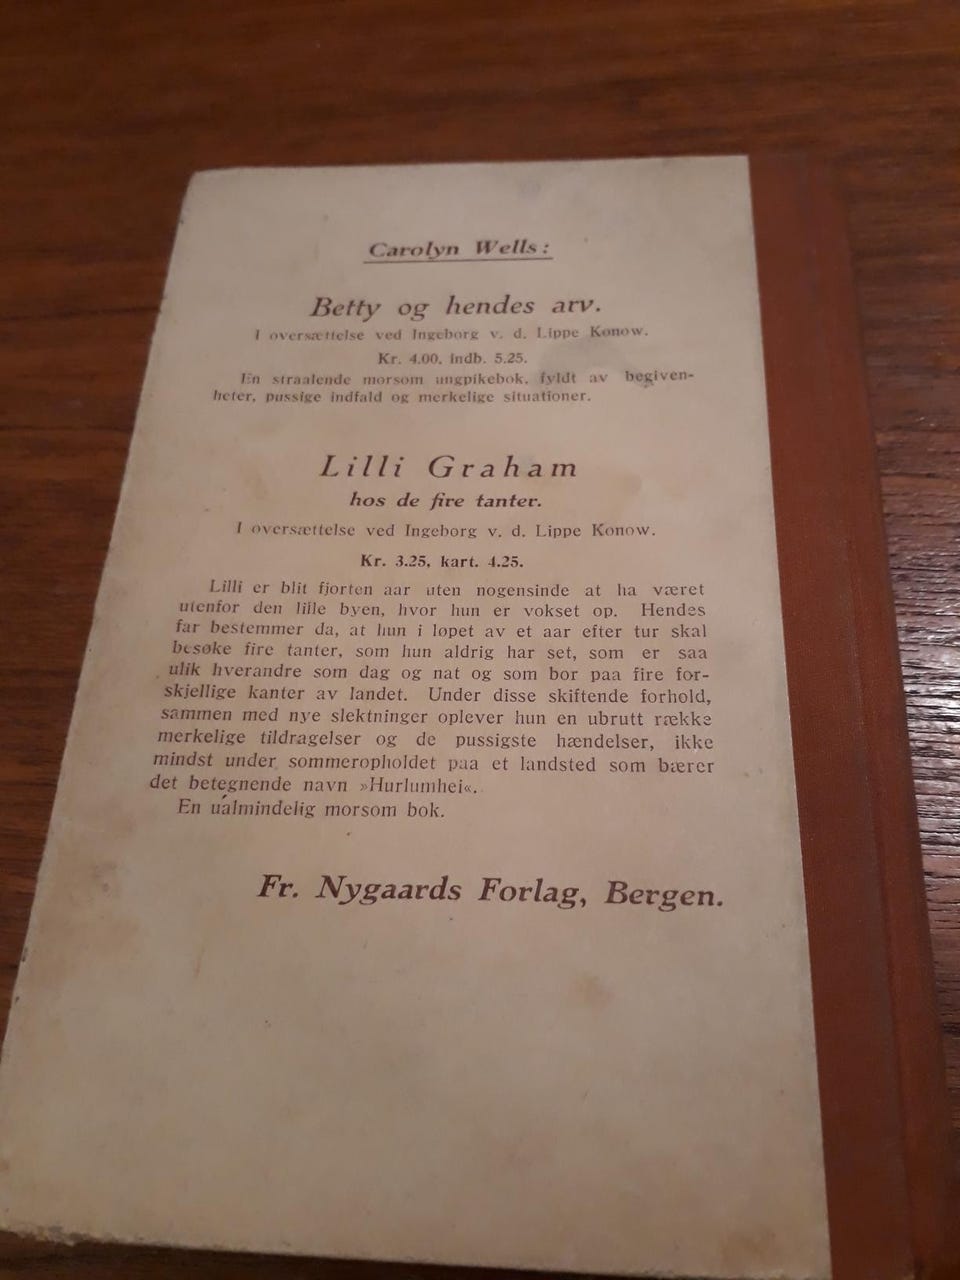 Carolyn Wells:
Betty og hendes arv.
I oversættelse ved Ingeborg v. d. Lippe Konow.
Kr. 4.00, indb. 5.25.
En straalende morsom ungpikebok, fyldt av begiven-
heter, pussige indfald og merkelige situationer.
Lilli Graham
hos de fire tanter.
I oversættelse ved Ingeborg v. d. Lippe Konow.
Kr. 3.25, kart. 4.25.
Lilli er blit fjorten aar uten nogensinde at ha været
utenfor den lille byen, hvor hun er vokset op. Hendes
far bestemmer da, at hun i løpet av et aar efter tur skal
besøke fire tanter, som hun aldrig har set, som er saa
ulik hverandre som dag og nat og som bor paa fire for-
skjellige kanter av landet. Under disse skiftende forhold,
sammen med nye slektninger oplever hun en ubrutt række
merkelige tildragelser og de pussigste hændelser, ikke
mindst under sommeropholdet paa et landsted som bærer
det betegnende navn »Hurlumhei«.
En ualmindelig morsom bok.
Fr. Nygaards Forlag, Bergen.